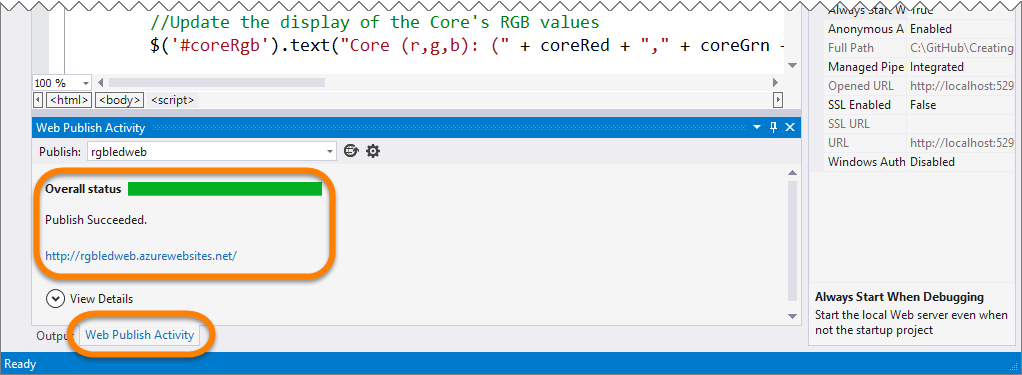 //Update the display of the Core's RGB values
$('#coreRgb').text("Core (r,g,b): (" + coreRed + "," + coreGrn
100 %
<html> <body> <script>
Web Publish Activity
Publish: rgbledweb
Overall status
Publish Succeeded.
http://rgbledweb.azurewebsites.net/
View Details
Output Web Publish Activity
Ready
Always Start W True
Anonymous A Enabled
Full Path C:\GitHub\Creating
Managed Pipe Integrated
Opened URL http://localhost:529
SSL Enabled False
SSL URL
URL http://localhost:529
Windows Auth Disabled
Always Start When Debugging
Start the local Web server even when
not the startup project